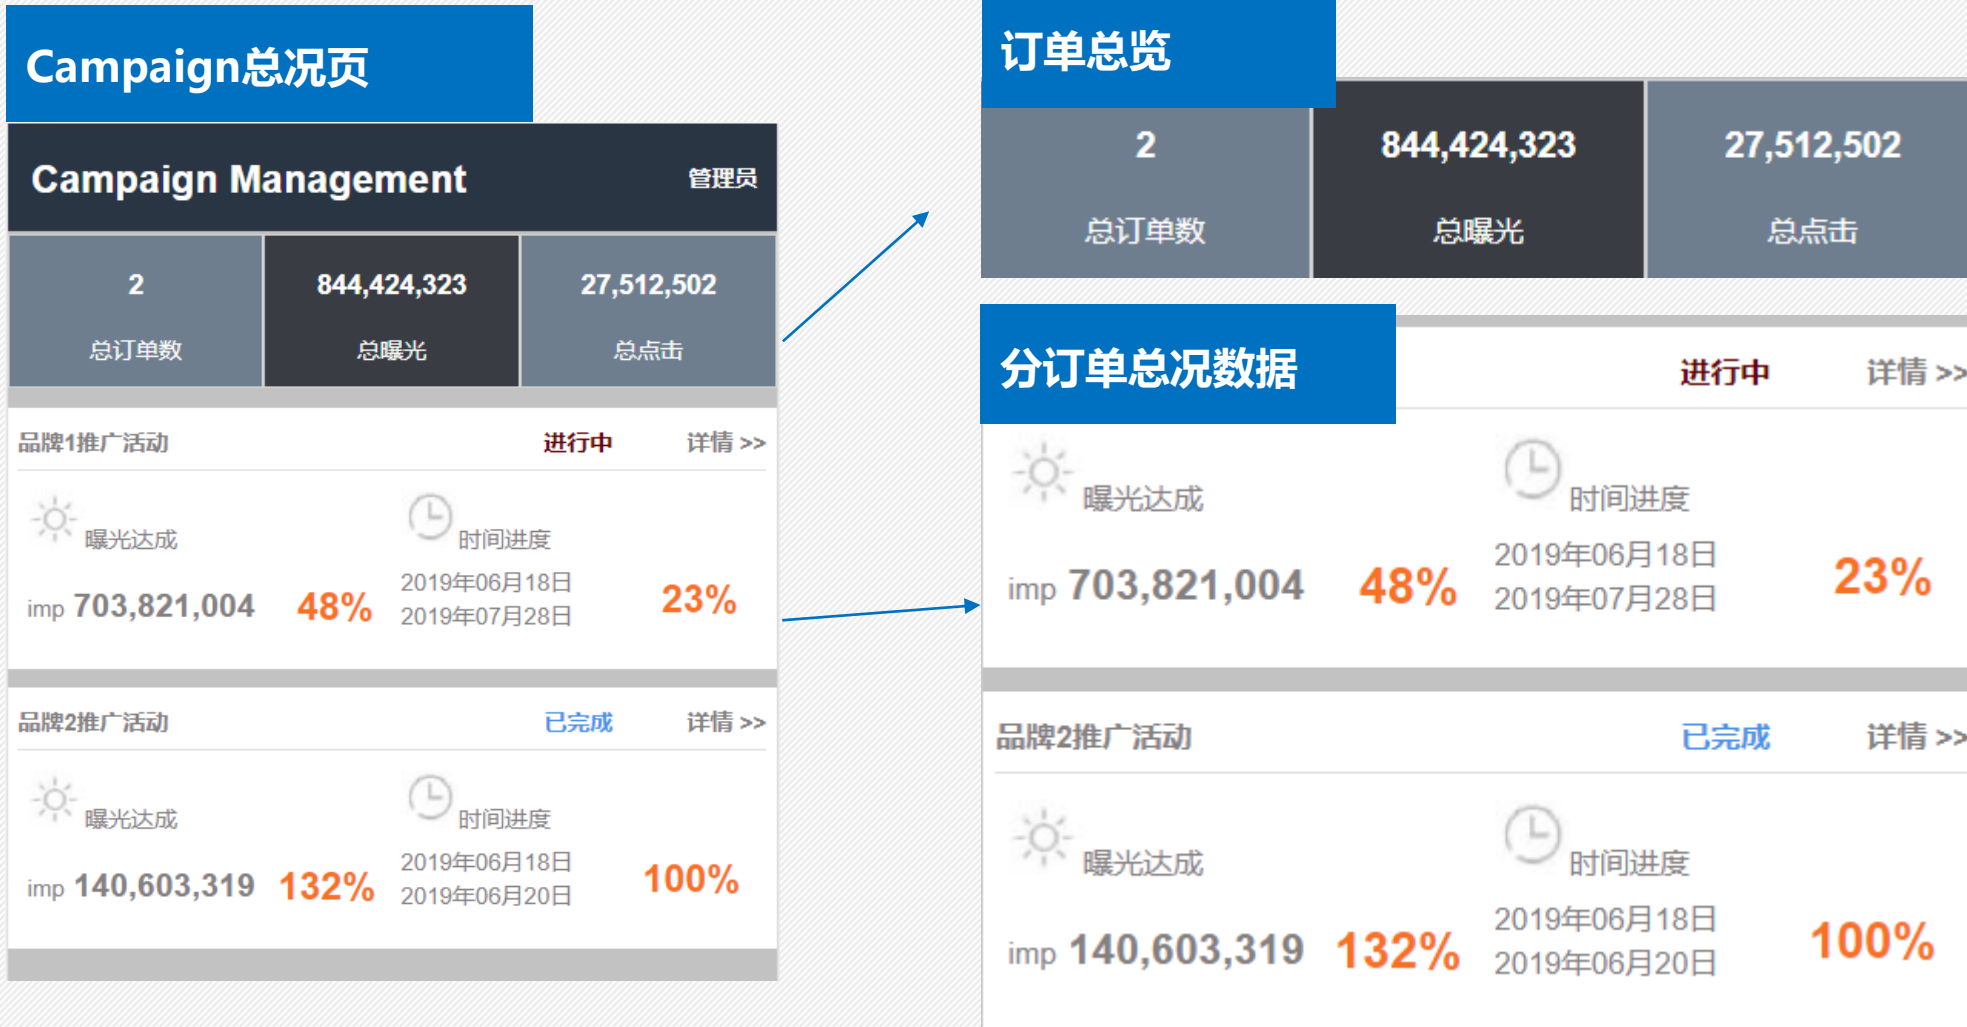 Campaign总况页
Campaign Management 管理员
2 844,424,323 27,512,502
总订单数 总曝光 总点击
品牌1推广活动 进行中 详情 >>
曝光达成 时间进度
imp 703,821,004 48% 2019年06月18日 23%
2019年07月28日
品牌2推广活动 已完成 详情 >>
曝光达成 时间进度
imp 140,603,319 132% 2019年06月18日 100%
2019年06月20日
订单总览
2 844,424,323 27,512,502
总订单数 总曝光 总点击
分订单总况数据 进行中 详情 >>
曝光达成 时间进度
imp 703,821,004 48% 2019年06月18日 23%
2019年07月28日
品牌2推广活动 已完成 详情 >>
曝光达成 时间进度
imp 140,603,319 132% 2019年06月18日 100%
2019年06月20日